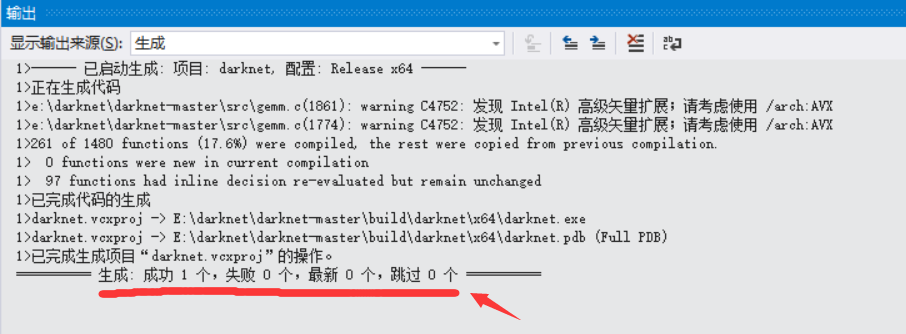 输出
显示输出来源(S): 生成
1>------ 已启动生成: 项目: darknet, 配置: Release x64 ------
1>正在生成代码
1>e:\darknet\darknet-master\src\gemm.c(1861): warning C4752: 发现 Intel(R) 高级矢量扩展；请考虑使用 /arch:AVX
1>e:\darknet\darknet-master\src\gemm.c(1774): warning C4752: 发现 Intel(R) 高级矢量扩展；请考虑使用 /arch:AVX
1>261 of 1480 functions (17.6%) were compiled, the rest were copied from previous compilation.
1>  0 functions were new in current compilation
1>  97 functions had inline decision re-evaluated but remain unchanged
1>已完成代码的生成
1>darknet.vcxproj -> E:\darknet\darknet-master\build\darknet\x64\darknet.exe
1>darknet.vcxproj -> E:\darknet\darknet-master\build\darknet\x64\darknet.pdb (Full PDB)
1>已完成生成项目“darknet.vcxproj”的操作。
========== 生成: 成功 1 个，失败 0 个，最新 0 个，跳过 0 个 ==========